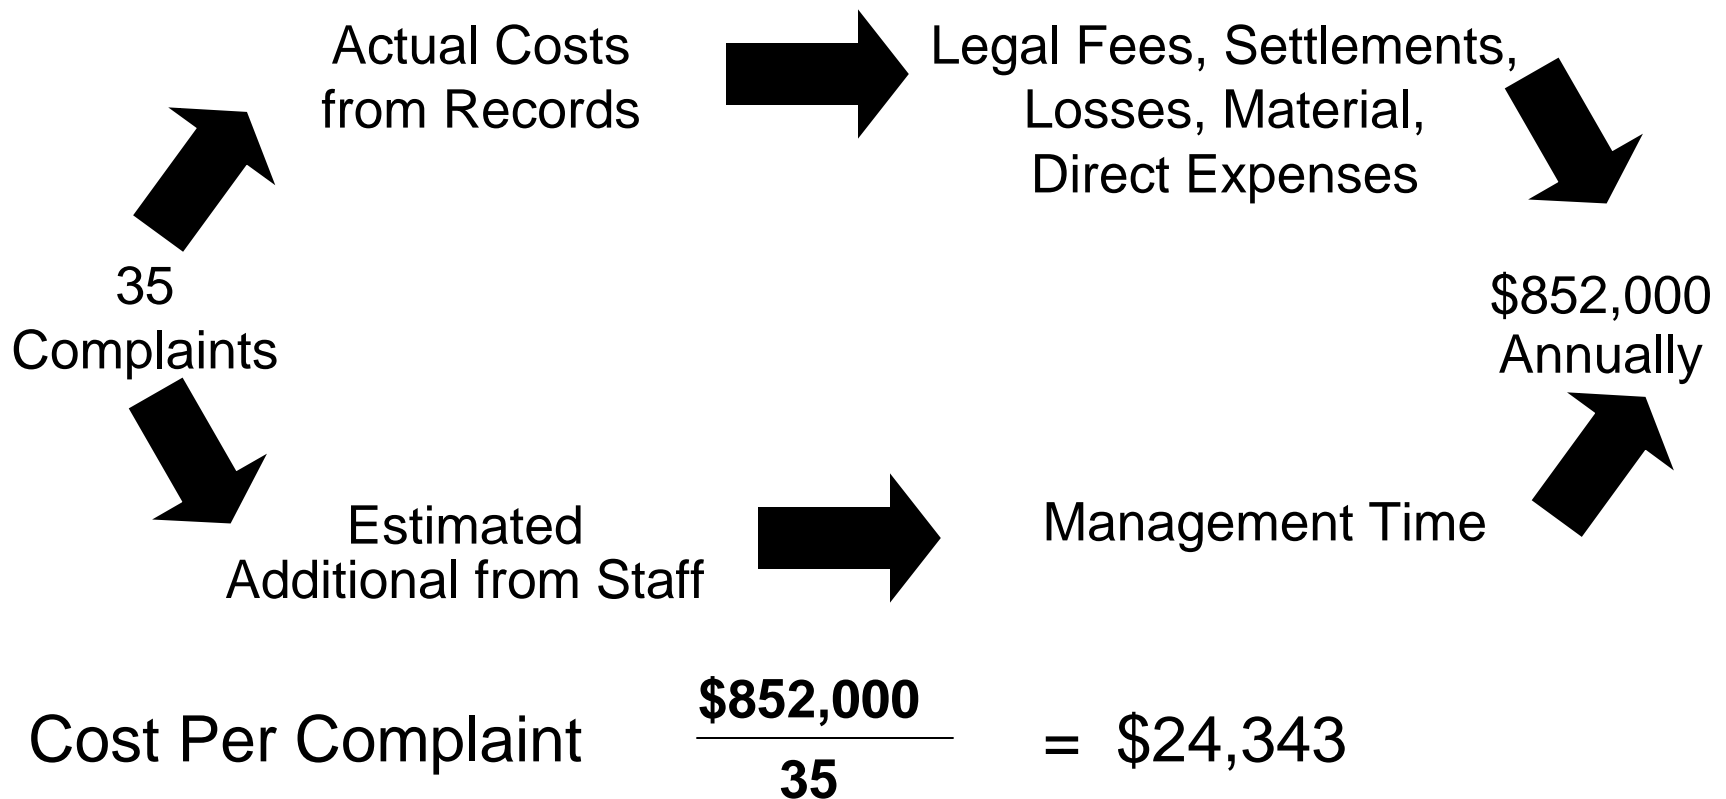 Actual Costs
from Records
Legal Fees, Settlements,
Losses, Material,
Direct Expenses
35
Complaints
$852,000
Annually
Estimated
Additional from Staff
Management Time
Cost Per Complaint
$852,000
35
= $24,343